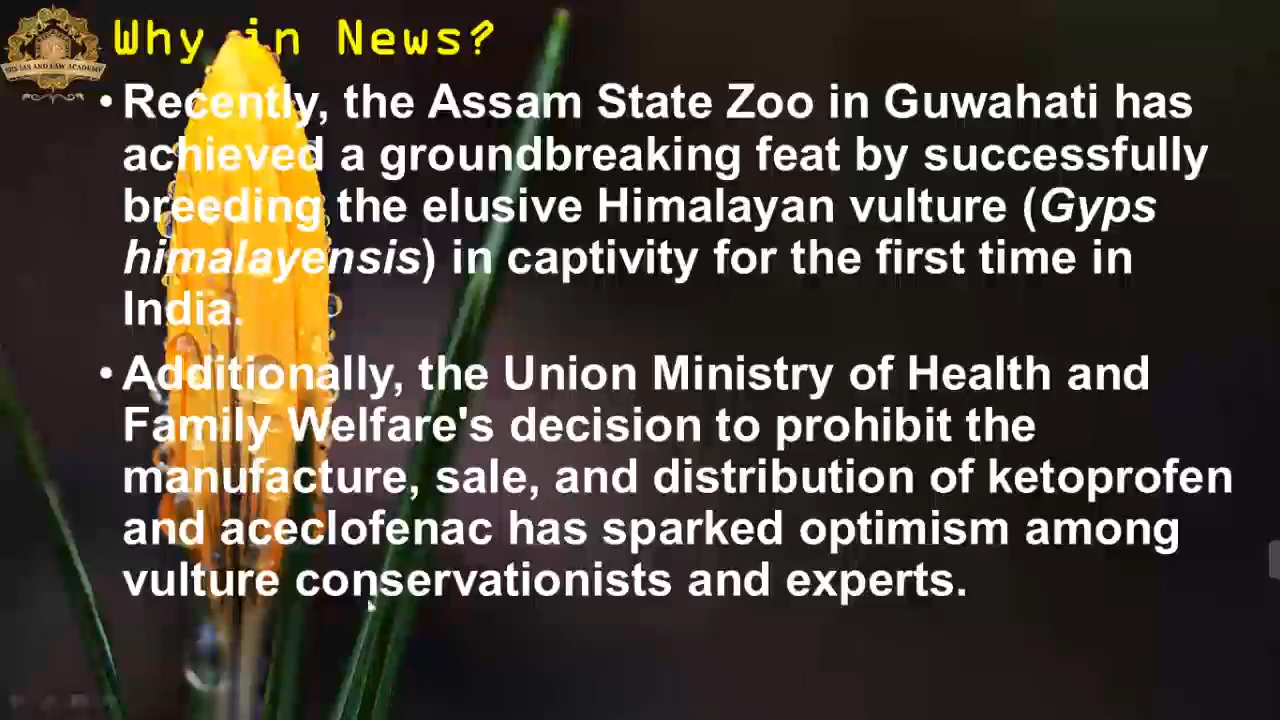 Why in News?
• Recently, the Assam State Zoo in Guwahati has
achieved a groundbreaking feat by successfully
breeding the elusive Himalayan vulture (Gyps
himalayensis) in captivity for the first time in
India.
• Additionally, the Union Ministry of Health and
Family Welfare's decision to prohibit the
manufacture, sale, and distribution of ketoprofen
and aceclofenac has sparked optimism among
vulture conservationists and experts.